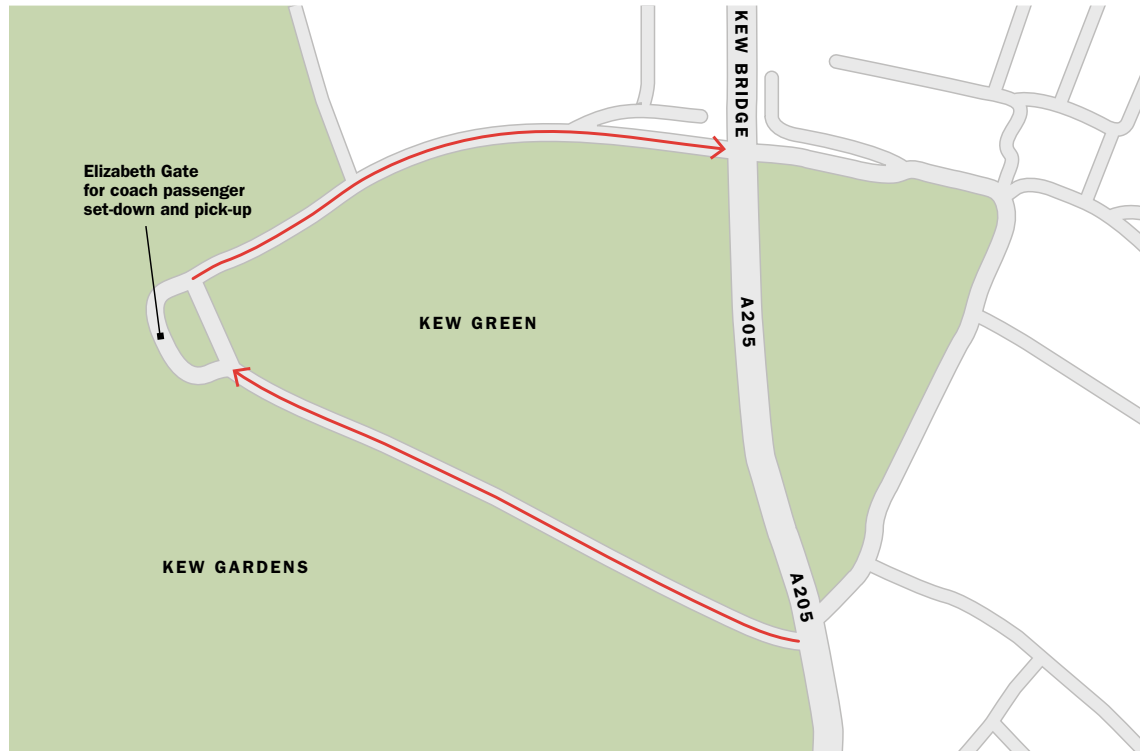 KEW BRIDGE
Elizabeth Gate
for coach passenger
set-down and pick-up
KEW GREEN
A205
KEW GARDENS
A205